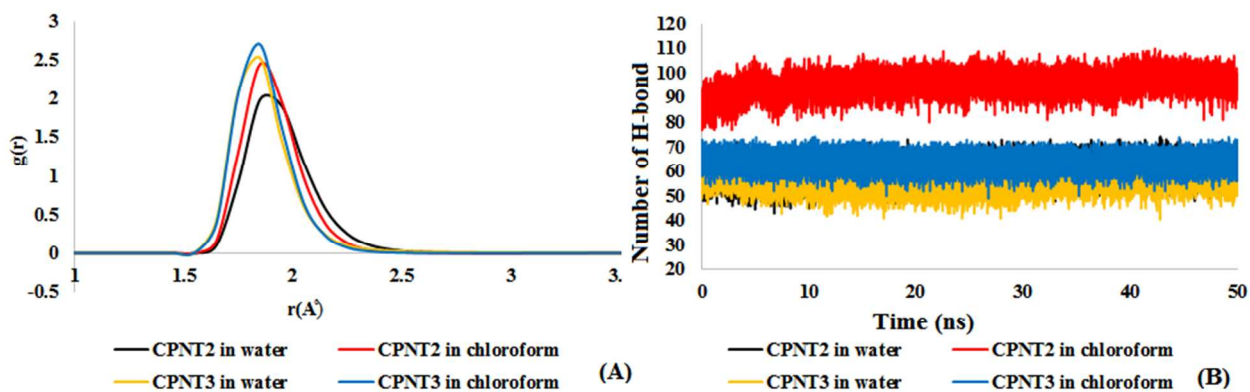 3
2.5
2
1.5
1
0.5
0
-0.5
g(r)
1
1.5
2
2.5
3
3.
r(A°)
CPNT2 in water
CPNT2 in chloroform
CPNT3 in water
CPNT3 in chloroform
(A)
120
110
100
90
80
70
60
50
40
30
20
Number of H-bond
0
10
20
30
40
50
Time (ns)
CPNT2 in water
CPNT2 in chloroform
CPNT3 in water
CPNT3 in chloroform
(B)